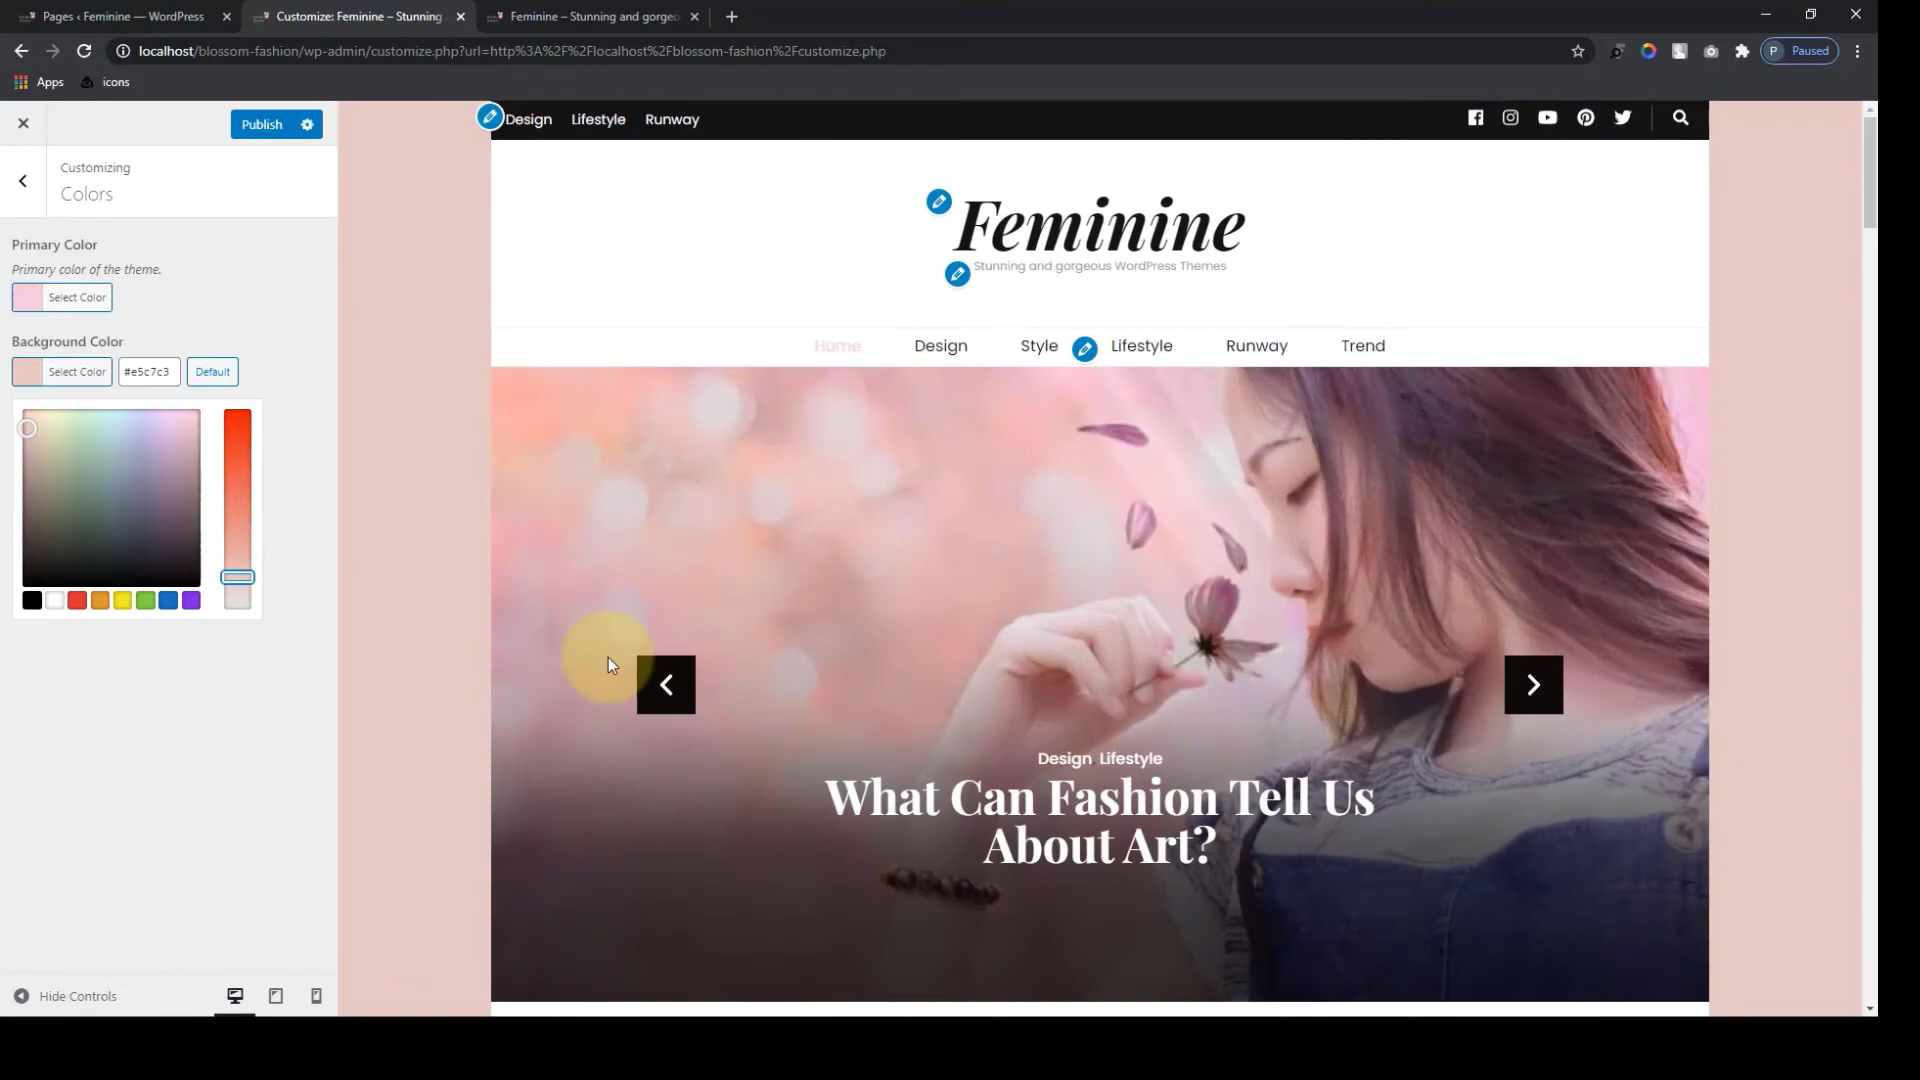 Pages ‹ Feminine — WordPress
Customize: Feminine – Stunning
Feminine – Stunning and gorgeo
localhost/blossom-fashion/wp-admin/customize.php?url=http%3A%2F%2Flocalhost%2Fblossom-fashion%2Fcustomize.php
P Paused
Apps icons
Publish
Customizing
Colors
Primary Color
Primary color of the theme.
Select Color
Background Color
Select Color #e5c7c3 Default
Hide Controls
Design Lifestyle Runway
Feminine
Stunning and gorgeous WordPress Themes
Home Design Style Lifestyle Runway Trend
Design, Lifestyle
What Can Fashion Tell Us
About Art?